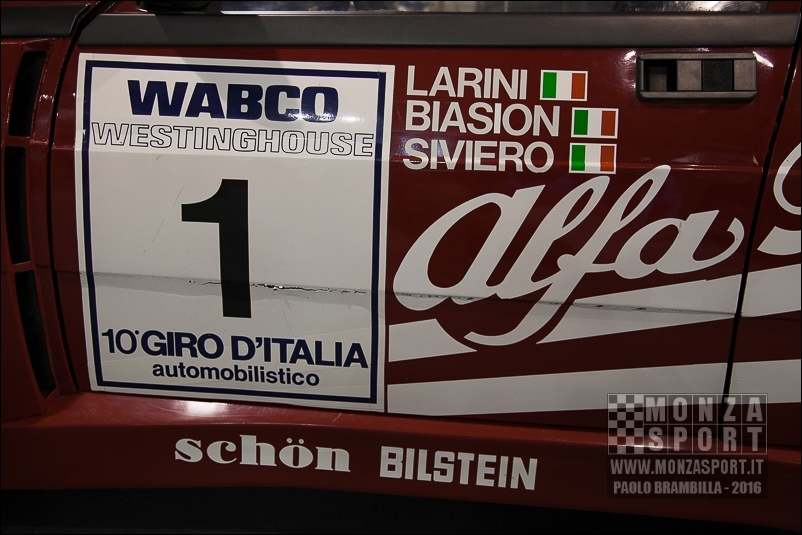 WABCO
WESTINGHOUSE
1
10° GIRO D'ITALIA
automobilistico
LARINI
BIASION
SIVIERO
alfa
schön BILSTEIN
MONZA
SPORT
WWW.MONZASPORT.IT
PAOLO BRAMBILLA - 2016